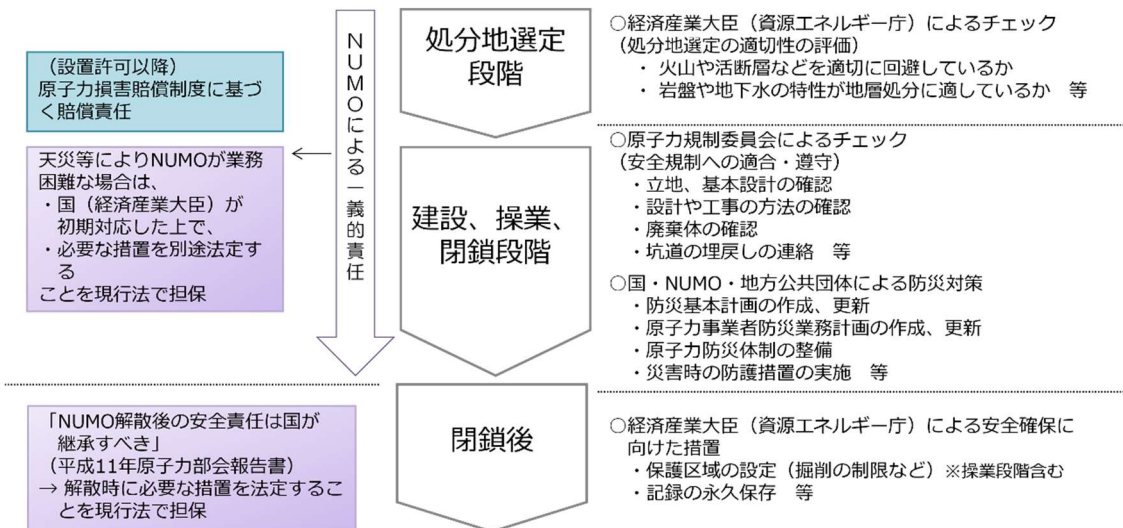 （設置許可以降）
原子力損害賠償制度に基づ
く賠償責任
天災等によりNUMOが業務
困難な場合は、
・国（経済産業大臣）が
初期対応した上で、
・必要な措置を別途法定す
る
ことを現行法で担保
「NUMO解散後の安全責任は国が
継承すべき」
（平成11年原子力部会報告書）
→ 解散時に必要な措置を法定するこ
とを現行法で担保
NUMOによる一義的責任
処分地選定
段階
建設、操業、
閉鎖段階
閉鎖後
○経済産業大臣（資源エネルギー庁）によるチェック
（処分地選定の適切性の評価）
・ 火山や活断層などを適切に回避しているか
・ 岩盤や地下水の特性が地層処分に適しているか　等
○原子力規制委員会によるチェック
（安全規制への適合・遵守）
・立地、基本設計の確認
・設計や工事の方法の確認
・廃棄体の確認
・坑道の埋戻しの連絡　等
○国・NUMO・地方公共団体による防災対策
・防災基本計画の作成、更新
・原子力事業者防災業務計画の作成、更新
・原子力防災体制の整備
・災害時の防護措置の実施　等
○経済産業大臣（資源エネルギー庁）による安全確保に
向けた措置
・保護区域の設定（掘削の制限など）※操業段階含む
・記録の永久保存　等